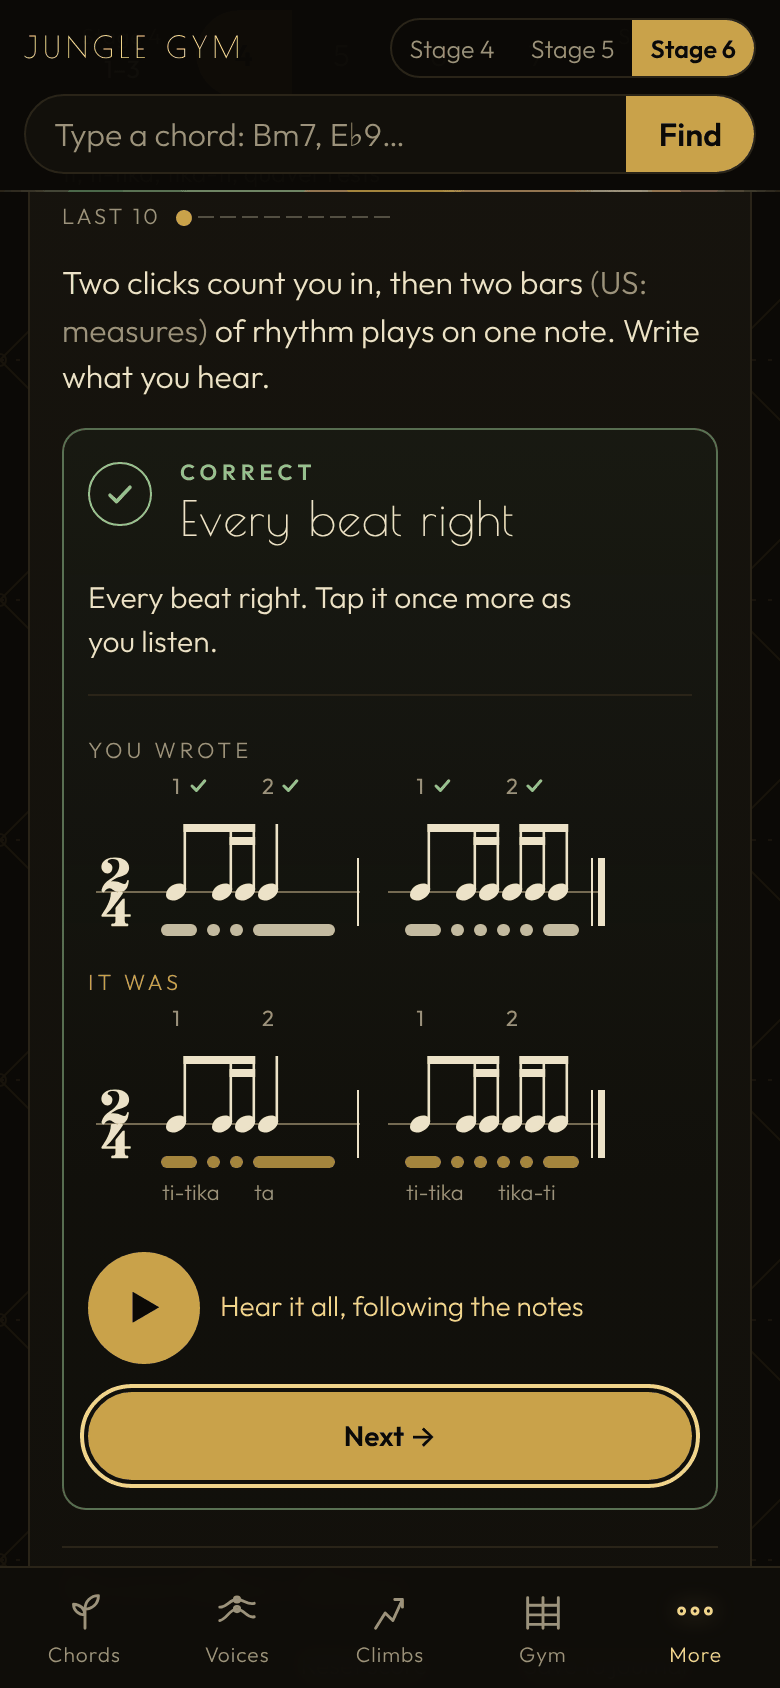 JUNGLE GYM
Stage 4 Stage 5 Stage 6
Type a chord: Bm7, E♭9... Find
LAST 10
Two clicks count you in, then two bars (US:
measures) of rhythm plays on one note. Write
what you hear.
CORRECT
Every beat right
Every beat right. Tap it once more as
you listen.
YOU WROTE
1 2 1 2
2
4
IT WAS
1 2 1 2
2
4
ti-tika ta ti-tika tika-ti
Hear it all, following the notes
Next →
Chords Voices Climbs Gym More